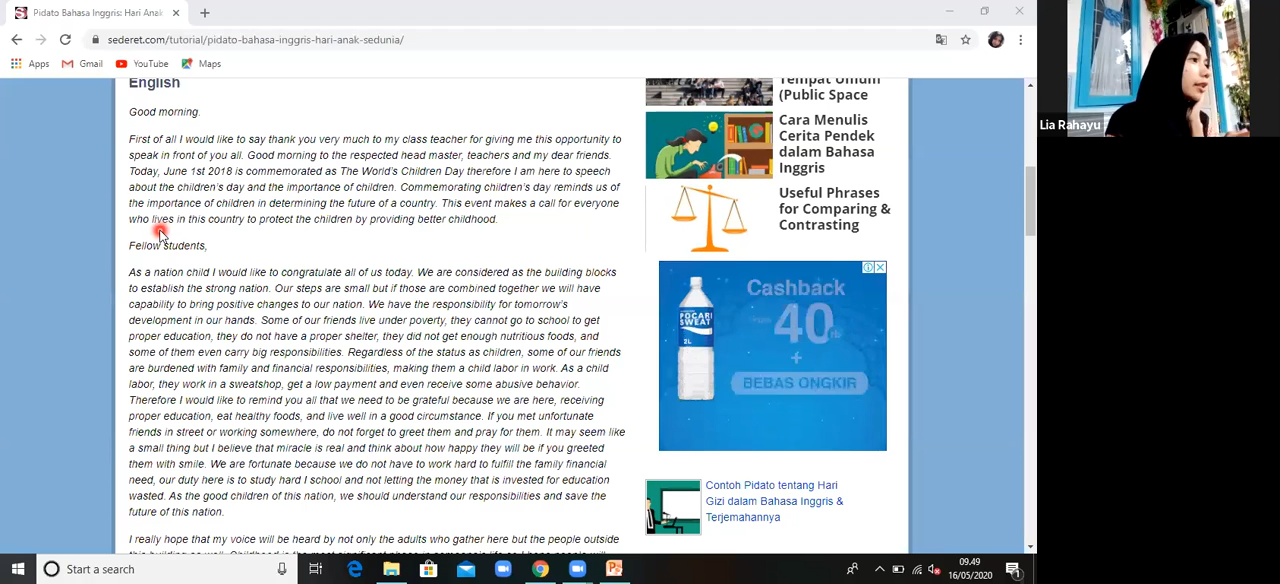 Pidato Bahasa Inggris: Hari Anak
sederet.com/tutorial/pidato-bahasa-inggris-hari-anak-sedunia/
Apps
Gmail
YouTube
Maps
English
Good morning.
First of all I would like to say thank you very much to my class teacher for giving me this opportunity to
speak in front of you all. Good morning to the respected head master, teachers and my dear friends.
Today, June 1st 2018 is commemorated as The World's Children Day therefore I am here to speech
about the children's day and the importance of children. Commemorating children's day reminds us of
the importance of children in determining the future of a country. This event makes a call for everyone
who lives in this country to protect the children by providing better childhood.
Fellow students,
As a nation child I would like to congratulate all of us today. We are considered as the building blocks
to establish the strong nation. Our steps are small but if those are combined together we will have
capability to bring positive changes to our nation. We have the responsibility for tomorrow's
development in our hands. Some of our friends live under poverty, they cannot go to school to get
proper education, they do not have a proper shelter, they did not get enough nutritious foods, and
some of them even carry big responsibilities. Regardless of the status as children, some of our friends
are burdened with family and financial responsibilities, making them a child labor in work. As a child
labor, they work in a sweatshop, get a low payment and even receive some abusive behavior.
Therefore I would like to remind you all that we need to be grateful because we are here, receiving
proper education, eat healthy foods, and live well in a good circumstance. If you met unfortunate
friends in street or working somewhere, do not forget to greet them and pray for them. It may seem like
a small thing but I believe that miracle is real and think about how happy they will be if you greeted
them with smile. We are fortunate because we do not have to work hard to fulfill the family financial
need, our duty here is to study hard I school and not letting the money that is invested for education
wasted. As the good children of this nation, we should understand our responsibilities and save the
future of this nation.
I really hope that my voice will be heard by not only the adults who gather here but the people outside
this building as well. Childhood is the most significant phase in someone's life so I hope people will
Tempat Umum
(Public Space
Cara Menulis
Cerita Pendek
dalam Bahasa
Inggris
Useful Phrases
for Comparing &
Contrasting
Cashback
40
+
BEBAS ONGKIR
POCARI
SWEAT
2L
Contoh Pidato tentang Hari
Gizi dalam Bahasa Inggris &
Terjemahannya
Lia Rahayu
Start a search
09.49
16/05/2020